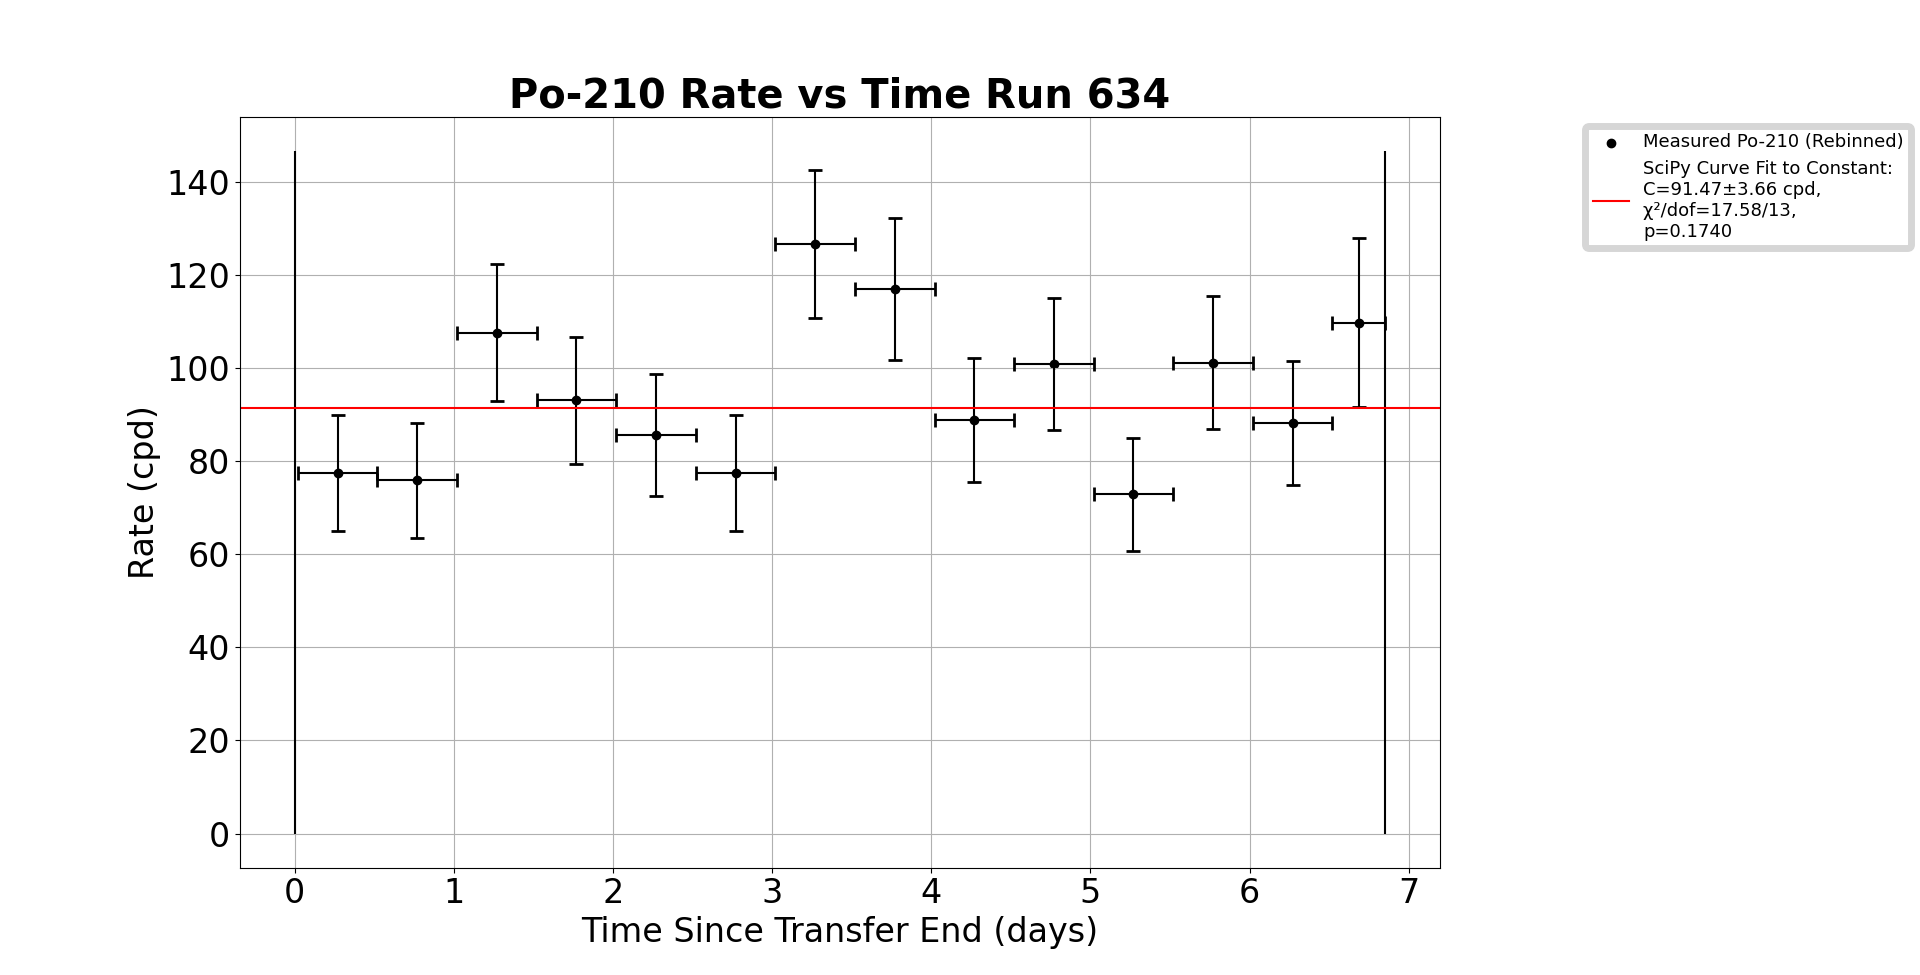 Po-210 Rate vs Time Run 634
Measured Po-210 (Rebinned)
SciPy Curve Fit to Constant:
C=91.47±3.66 cpd,
χ²/dof=17.58/13,
p=0.1740
Rate (cpd)
140
120
100
80
60
40
20
0
0 1 2 3 4 5 6 7
Time Since Transfer End (days)